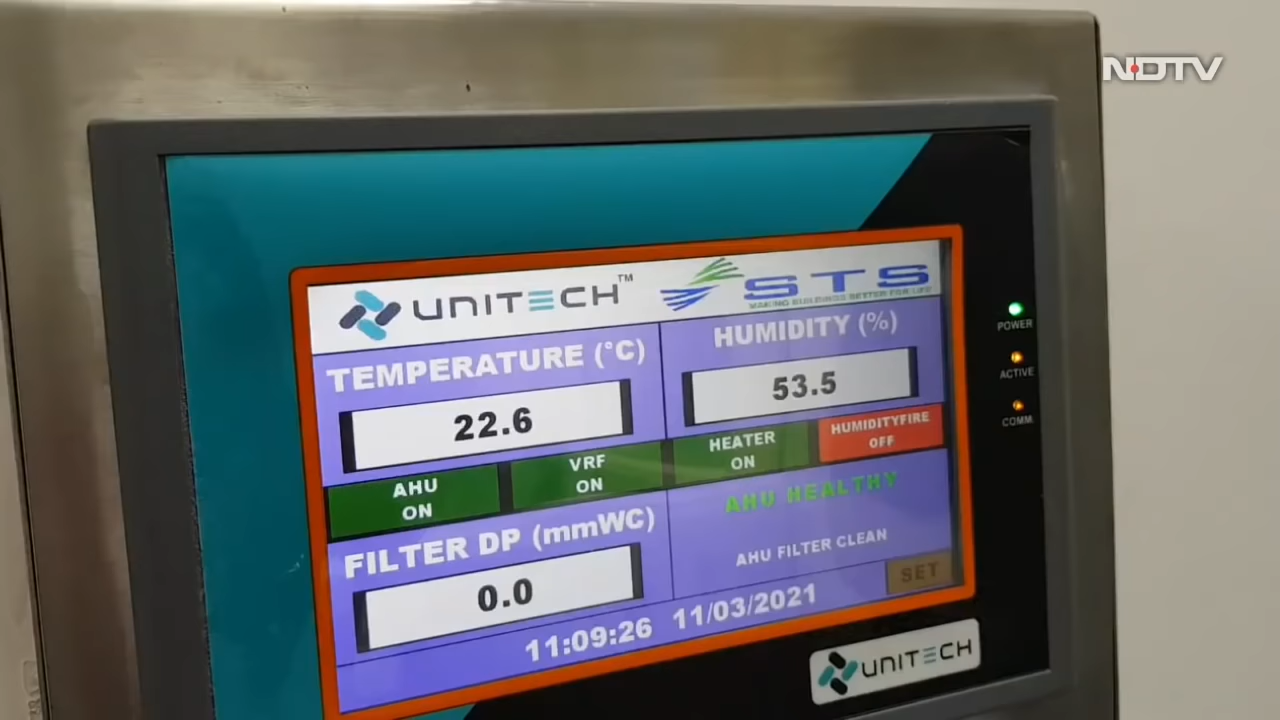 NDTV
UNITECH™
STS
MAKING BUILDINGS BETTER FOR LIFE
TEMPERATURE (°C)
HUMIDITY (%)
22.6
53.5
AHU
ON
VRF
ON
HEATER
ON
HUMIDITYFIRE
OFF
FILTER DP (mmWC)
0.0
AHU HEALTHY
AHU FILTER CLEAN
SET
11:09:26 11/03/2021
POWER
ACTIVE
COMM
UNITECH